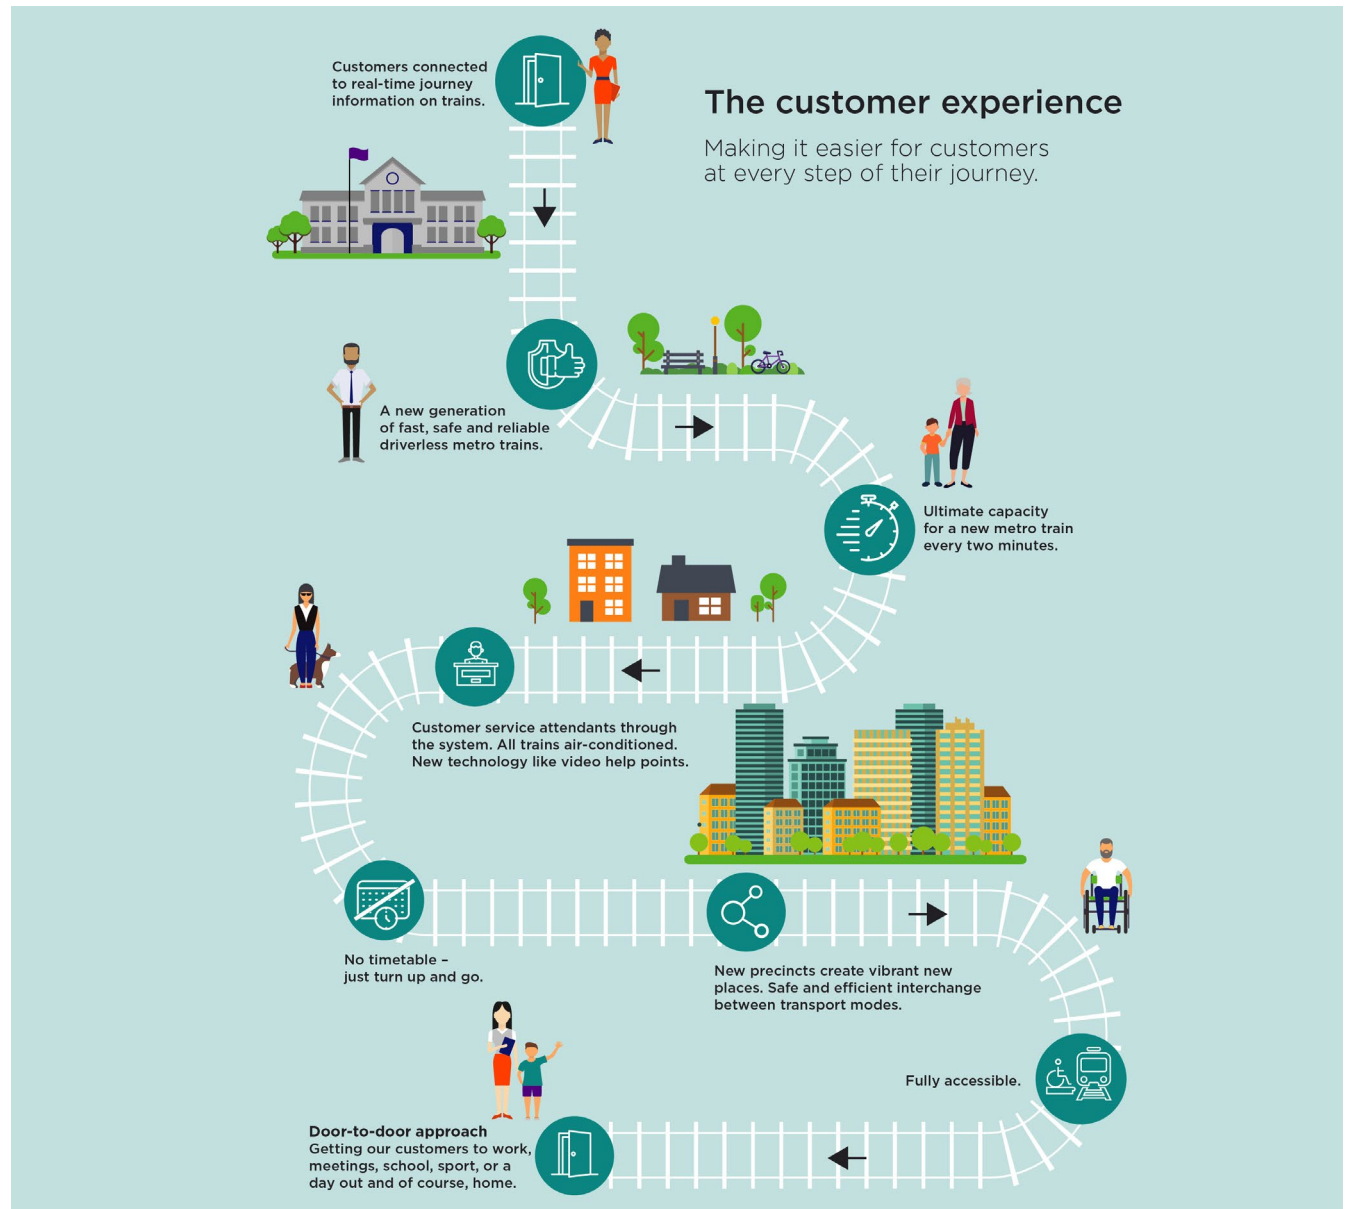 Customers connected
to real-time journey
information on trains.
The customer experience
Making it easier for customers
at every step of their journey.
A new generation
of fast, safe and reliable
driverless metro trains.
Ultimate capacity
for a new metro train
every two minutes.
Customer service attendants through
the system. All trains air-conditioned.
New technology like video help points.
No timetable –
just turn up and go.
New precincts create vibrant new
places. Safe and efficient interchange
between transport modes.
Fully accessible.
Door-to-door approach
Getting our customers to work,
meetings, school, sport, or a
day out and of course, home.